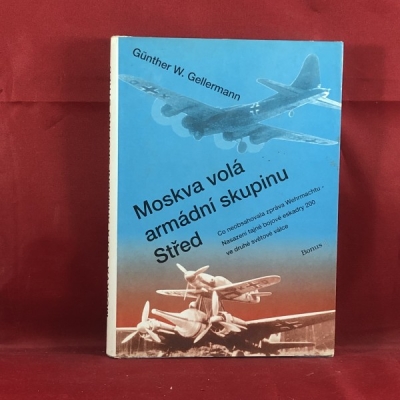 Günther W. Gellermann
Moskva volá
armádní skupinu
Střed
Co neobsahovala zpráva Wehrmachtu -
Nasazení tajné bojové eskadry 200
ve druhé světové válce
Bonus